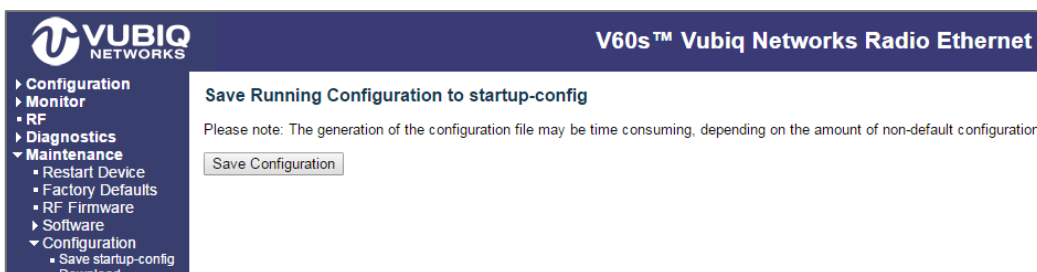 VUBIQ
NETWORKS
V60s™ Vubiq Networks Radio Ethernet
Configuration
Monitor
RF
Diagnostics
Maintenance
Restart Device
Factory Defaults
RF Firmware
Software
Configuration
Save startup-config
Download
Save Running Configuration to startup-config
Please note: The generation of the configuration file may be time consuming, depending on the amount of non-default configuration
Save Configuration